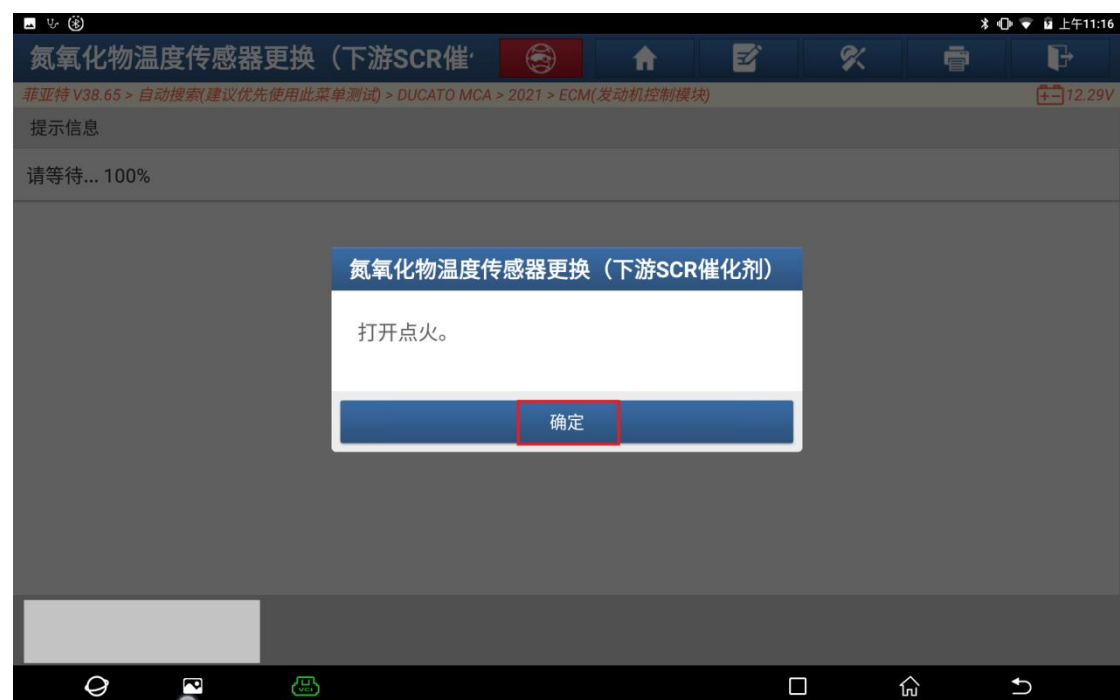 上午11:16
氮氧化物温度传感器更换（下游SCR催
菲亚特 V38.65 > 自动搜索(建议优先使用此菜单测试) > DUCATO MCA > 2021 > ECM(发动机控制模块)
12.29V
提示信息
请等待... 100%
氮氧化物温度传感器更换（下游SCR催化剂）
打开点火。
确定
VCI